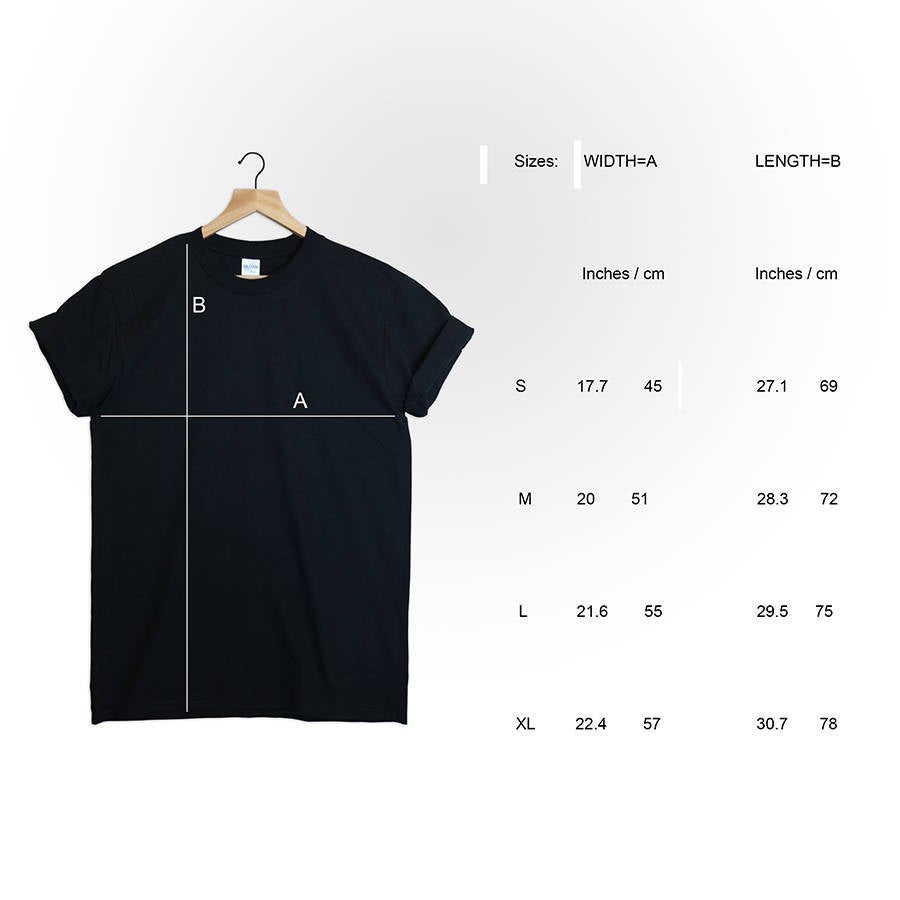 Sizes: WIDTH=A LENGTH=B
Inches / cm Inches / cm
B
A
S 17.7 45 27.1 69
M 20 51 28.3 72
L 21.6 55 29.5 75
XL 22.4 57 30.7 78